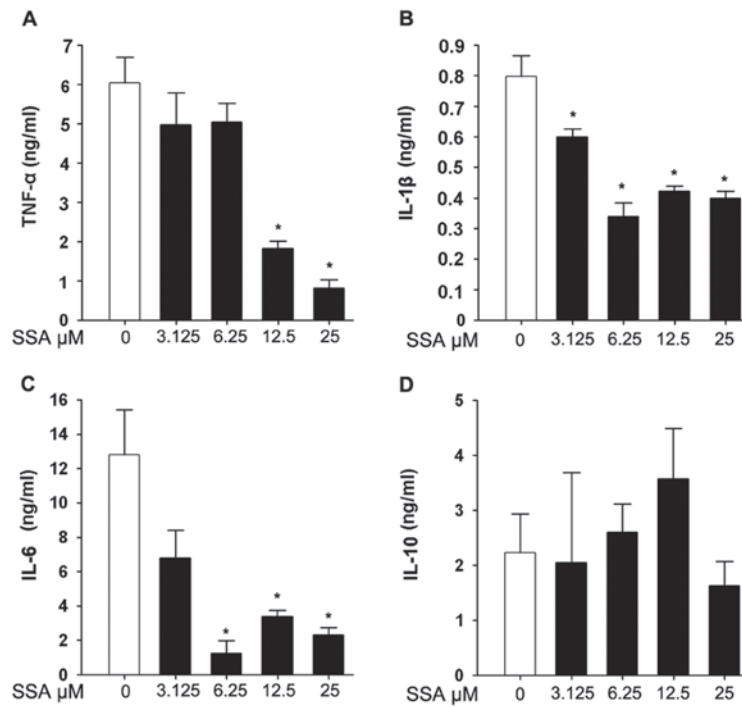 A
TNF-α (ng/ml)
7
6
5
4
3
2
1
0
* *
SSA μM 0 3.125 6.25 12.5 25
B
IL-1β (ng/ml)
0.9
0.8
0.7
0.6
0.5
0.4
0.3
0.2
0.1
0
* * * *
SSA μM 0 3.125 6.25 12.5 25
C
IL-6 (ng/ml)
16
14
12
10
8
6
4
2
0
* * *
SSA μM 0 3.125 6.25 12.5 25
D
IL-10 (ng/ml)
5
4
3
2
1
0
SSA μM 0 3.125 6.25 12.5 25